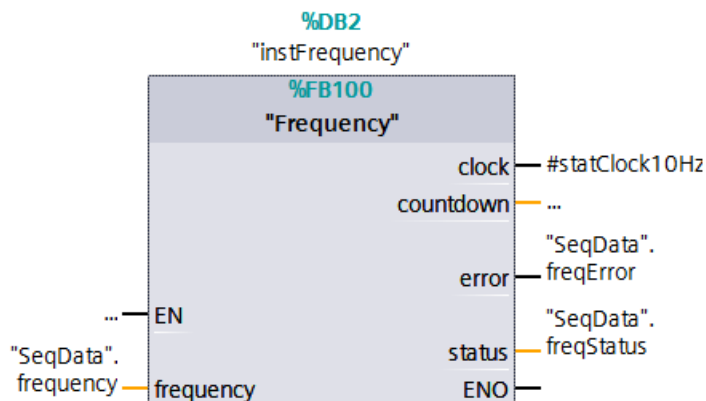 %DB2
"instFrequency"
%FB100
"Frequency"
clock
#statClock10Hz
countdown
...
"SeqData".
freqError
error
...
EN
"SeqData".
freqStatus
status
"SeqData".
frequency
frequency
ENO